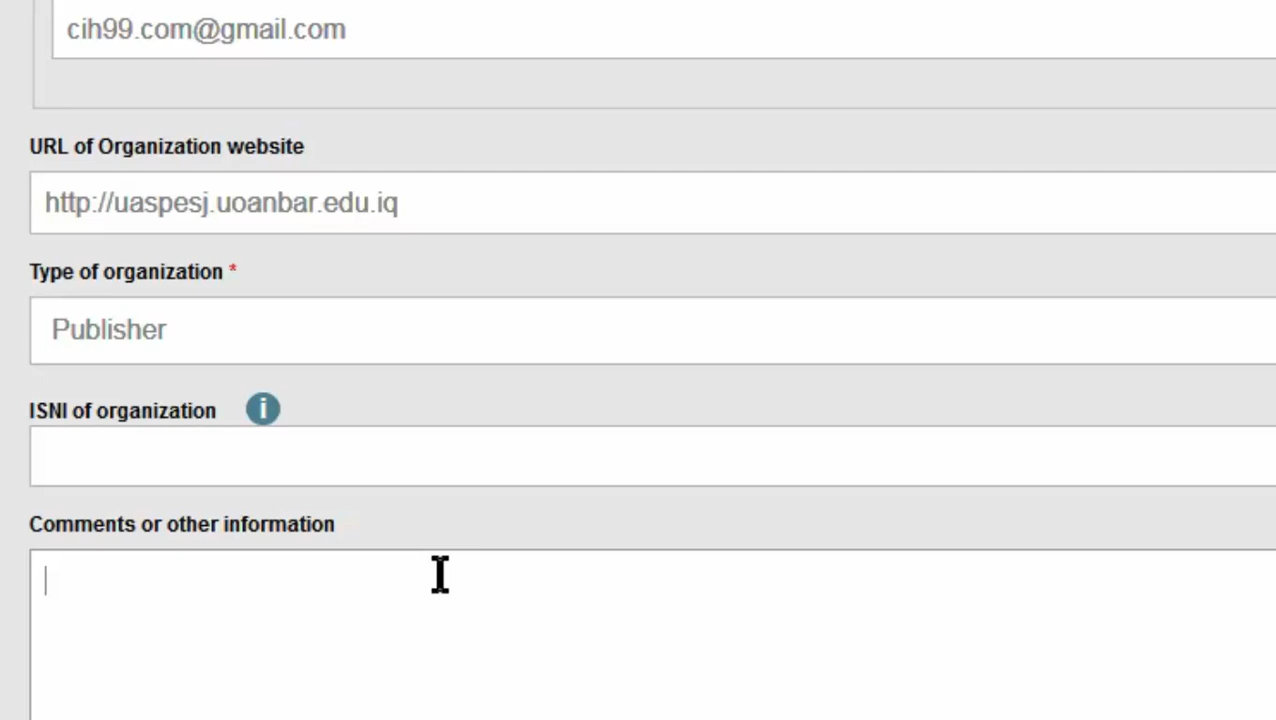 cih99.com@gmail.com
URL of Organization website
http://uaspesj.uoanbar.edu.iq
Type of organization *
Publisher
ISNI of organization i
Comments or other information